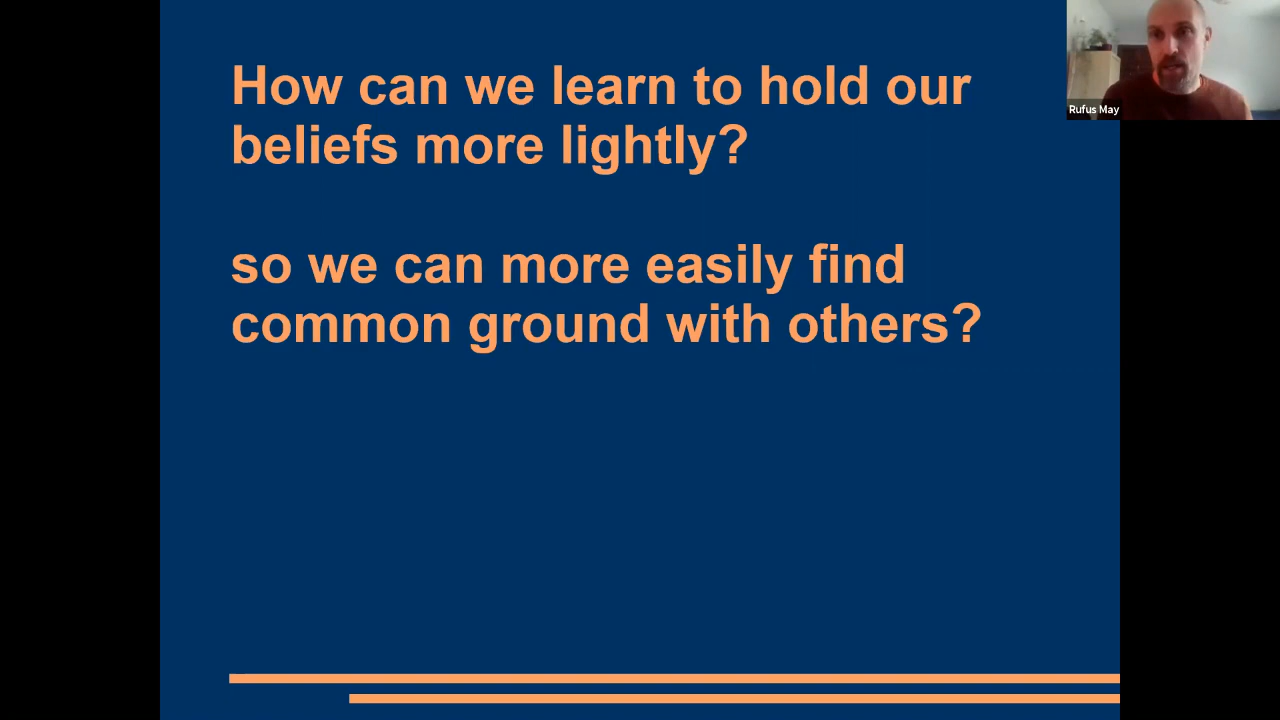 How can we learn to hold our
beliefs more lightly?
so we can more easily find
common ground with others?
Rufus May